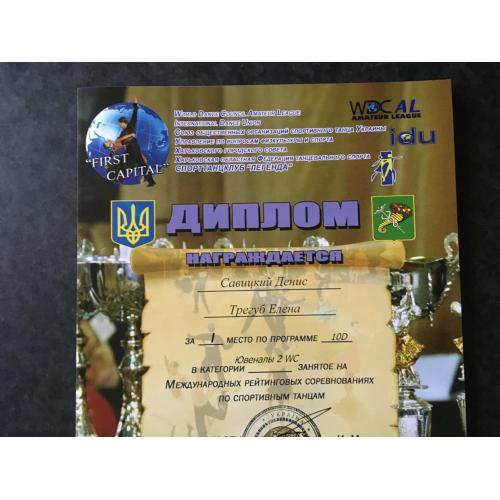 "FIRST
CAPITAL"
WORLD DANCE COUNCIL AMATEUR LEAGUE
INTERNATIONAL DANCE UNION
СОЮЗ ОБЩЕСТВЕННЫХ ОРГАНИЗАЦИЙ СПОРТИВНОГО ТАНЦА УКРАИНЫ
УПРАВЛЕНИЕ ПО ВОПРОСАМ ФИЗКУЛЬТУРЫ И СПОРТА
ХАРЬКОВСКОГО ГОРОДСКОГО СОВЕТА
ХАРЬКОВСКАЯ ОБЛАСТНАЯ ФЕДЕРАЦИЯ ТАНЦЕВАЛЬНОГО СПОРТА
СПОРТТАНЦКЛУБ "ЛЕГЕНДА"
WDCAL
AMATEUR LEAGUE
idu
ДИПЛОМ
НАГРАЖДАЕТСЯ
Савицкий Денис
Трегуб Елена
ЗА I МЕСТО ПО ПРОГРАММЕ 10D
Ювеналы 2 WC
В КАТЕГОРИИ ЗАНЯТОЕ НА
МЕЖДУНАРОДНЫХ РЕЙТИНГОВЫХ СОРЕВНОВАНИЯХ
ПО СПОРТИВНЫМ ТАНЦАМ